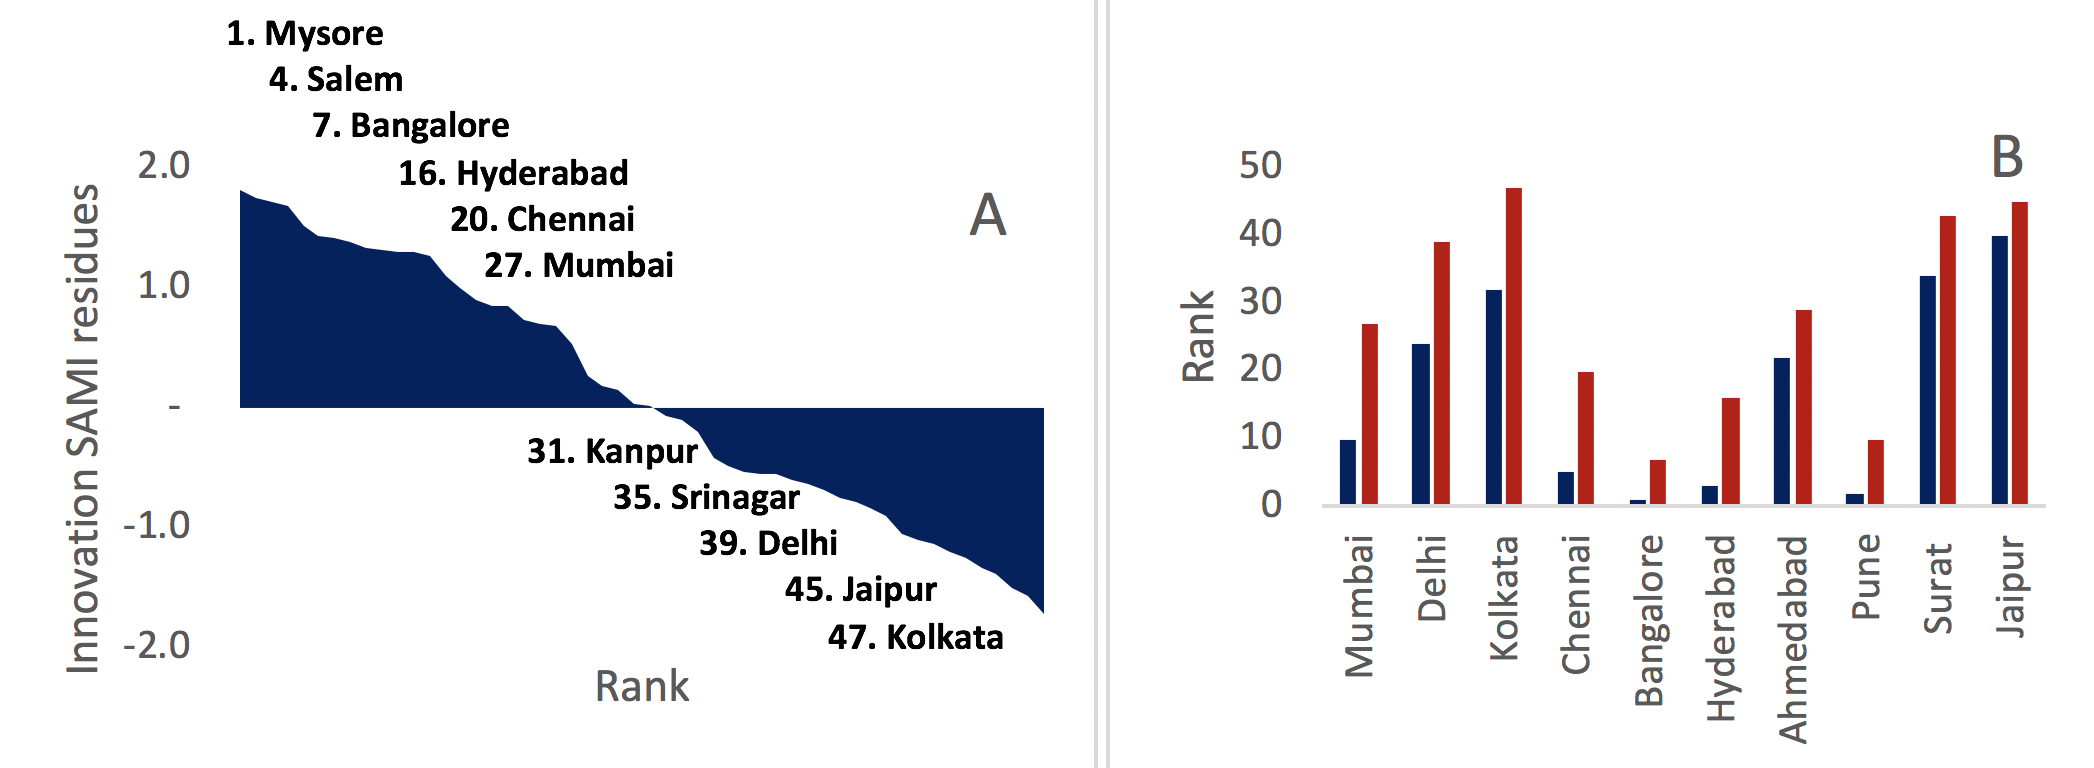 1. Mysore
4. Salem
7. Bangalore
16. Hyderabad
20. Chennai
27. Mumbai
A
2.0
1.0
-
-1.0
-2.0
Innovation SAMI residues
31. Kanpur
35. Srinagar
39. Delhi
45. Jaipur
47. Kolkata
Rank
B
50
40
30
20
10
0
Rank
Mumbai
Delhi
Kolkata
Chennai
Bangalore
Hyderabad
Ahmedabad
Pune
Surat
Jaipur